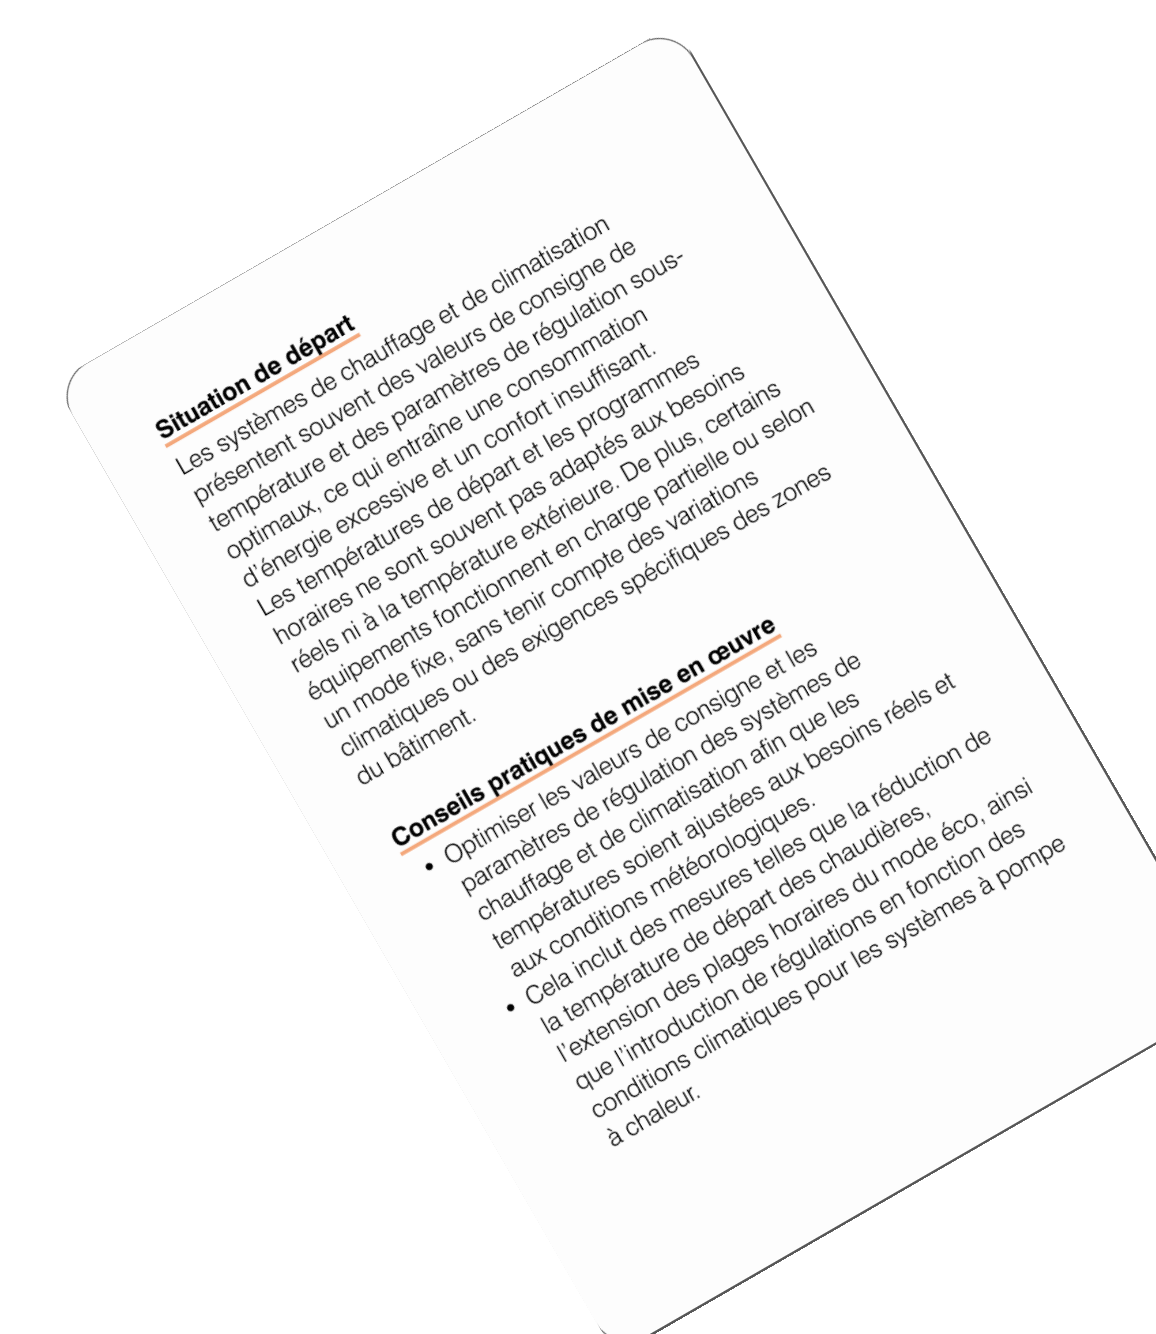 Situation de départ
Les systèmes de chauffage et de climatisation
présentent souvent des valeurs de consigne de
température et des paramètres de régulation sous-
optimaux, ce qui entraîne une consommation
d'énergie excessive et un confort insuffisant.
Les températures de départ et les programmes
horaires ne sont souvent pas adaptés aux besoins
réels ni à la température extérieure. De plus, certains
équipements fonctionnent en charge partielle ou selon
un mode fixe, sans tenir compte des variations
climatiques ou des exigences spécifiques des zones
du bâtiment.
Conseils pratiques de mise en œuvre
• Optimiser les valeurs de consigne et les
paramètres de régulation des systèmes de
chauffage et de climatisation afin que les
températures soient ajustées aux besoins réels et
aux conditions météorologiques.
• Cela inclut des mesures telles que la réduction de
la température de départ des chaudières,
l'extension des plages horaires du mode éco, ainsi
que l'introduction de régulations en fonction des
conditions climatiques pour les systèmes à pompe
à chaleur.